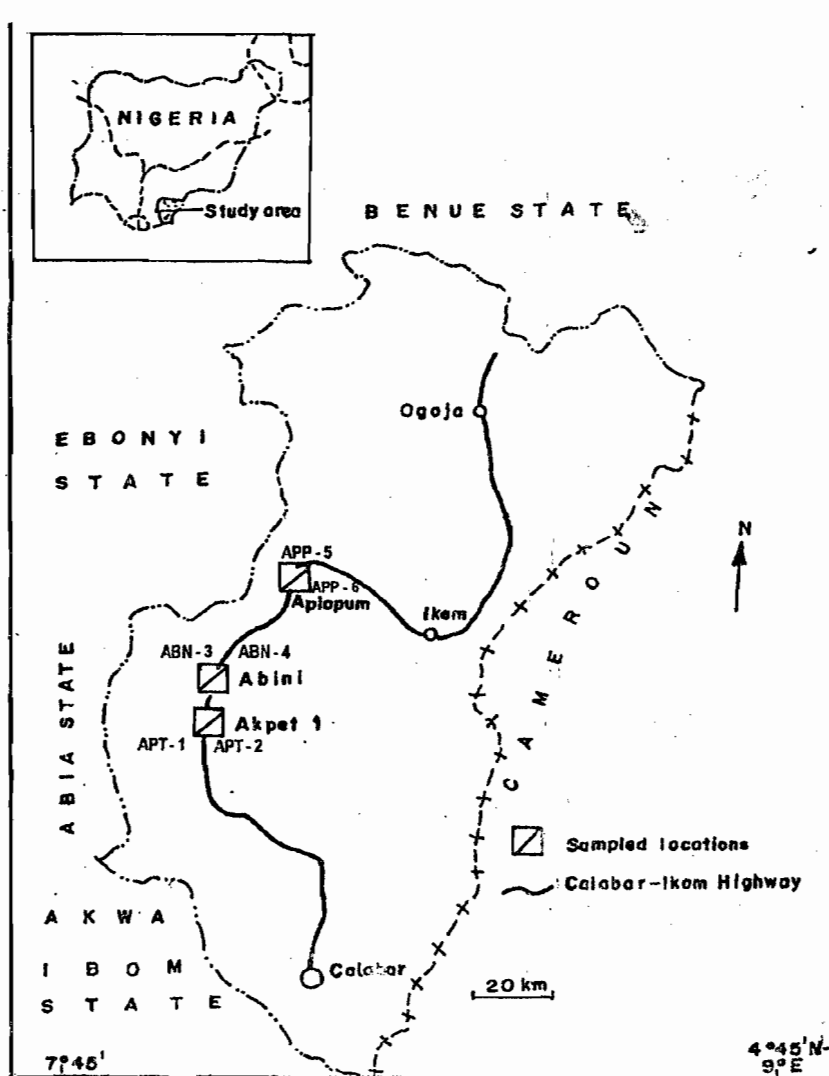 NIGERIA
Study area
BENUE STATE
Ogoja
EBONYI
STATE
N
APP-5
APP-6
Apiapum
Ikom
CAMEROUN
ABN-3 ABN-4
Abini
ABIA STATE
Akpet 1
APT-1 APT-2
Sampled locations
Calabar-Ikom Highway
AKWA
IBOM
STATE
Calabar
20 km
7°45'
4°45'N
9°E